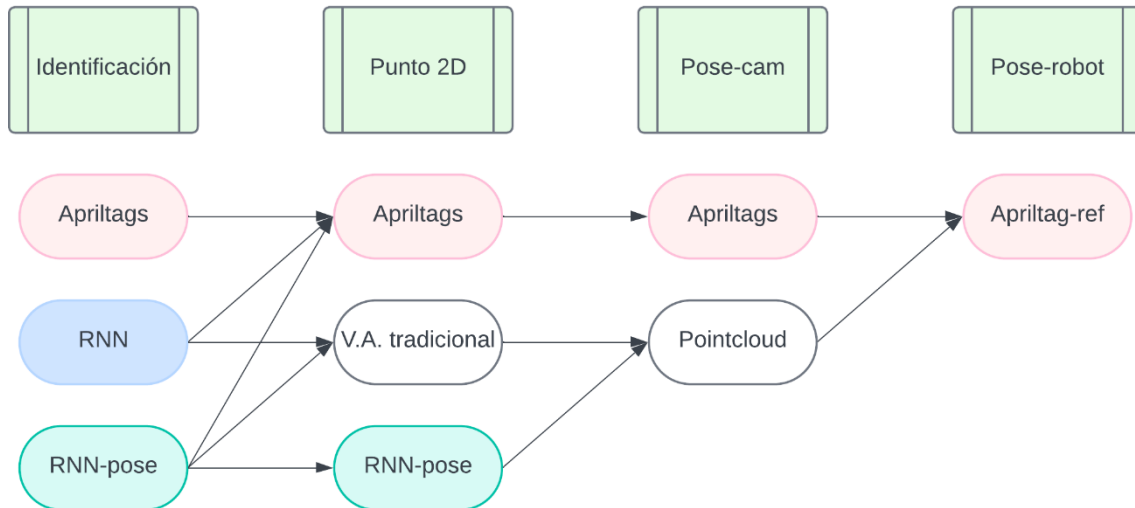 Identificación
Punto 2D
Pose-cam
Pose-robot
Apriltags
Apriltags
Apriltags
Apriltag-ref
RNN
V.A. tradicional
Pointcloud
RNN-pose
RNN-pose